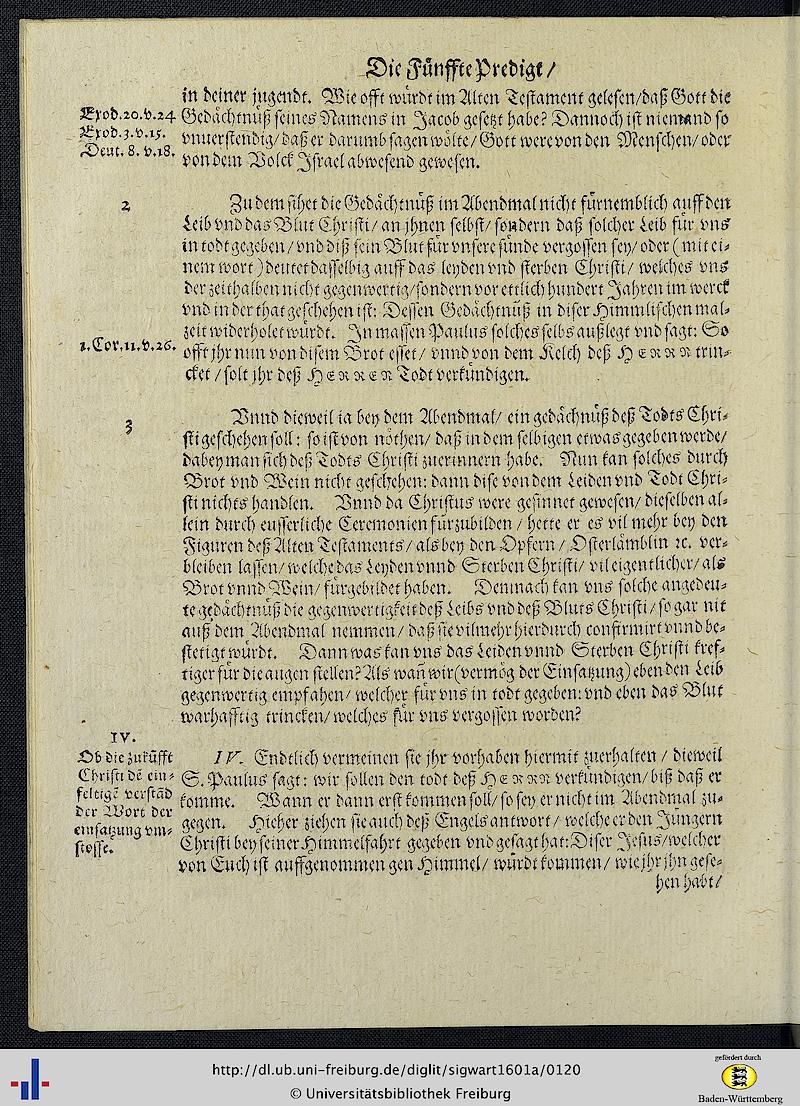 Die Fünffte Predigt /
in deiner jugendt. Wie offt würdt im Alten Testament gelesen/daß Gott die
Exod.20.v.24 Gedächtnüß seines Namens in Jacob gesetzt habe? Dannoch ist niemand so
Exod.3.v.15. vnuerstendig/daß er darumb sagen wölte/Gott were von den Menschen/oder
Deut. 8. v.18. von dem Volck Israel abwesend gewesen.
2 Zu dem sihet die Gedächtnüß im Abendmal nicht fürnemblich auff den
Leib vnd das Blut Christi/an jhnen selbst/sondern daß solcher Leib für vns
in todt gegeben/vnd diß sein Blut für vnsere sünde vergossen sey/oder (mit ei-
nem wort) deutet dasselbig auff das leyden vnd sterben Christi/welches vns
der zeit halben nicht gegenwertig/sondern vor ettlich hundert Jahren im werck
vnd in der that geschehen ist: Dessen Gedächtnüß in diser Himmlischen mal-
zeit widerholet würdt. In massen Paulus solches selbs außlegt vnd sagt: So
1.Cor.11.v.26. offt jhr nun von disem Brot esset/vnnd von dem Kelch deß HERRN trin-
cket/solt jhr deß HERREN Todt verkündigen.
3 Vnnd dieweil ia bey dem Abendmal/ein gedächnüß deß Todts Chri-
sti geschehen soll: so ist von nöthen/daß in dem selbigen etwas gegeben werde/
dabey man sich deß Todts Christi zuerinnern habe. Nun kan solches durch
Brot vnd Wein nicht geschehen: dann dise von dem Leiden vnd Todt Chri-
sti nichts handlen. Vnnd da Christus were gesinnet gewesen/dieselben al-
lein durch eusserliche Ceremonien fürzubilden/hette er es vil mehr bey den
Figuren deß Alten Testaments/als bey den Opfern/Osterlämblin ꝛc. ver-
bleiben lassen/welche das Leyden vnnd Sterben Christi/vil eigentlicher/als
Brot vnnd Wein/fürgebildet haben. Demnach kan vns solche angedeu-
te gedächtnüß die gegenwertigkeit deß Leibs vnd deß Bluts Christi/so gar nit
auß dem Abendmal nemmen/daß sie vilmehr hierdurch confirmirt vnnd be-
stetigt würdt. Dann was kan vns das Leiden vnnd Sterben Christi kref-
tiger für die augen stellen? Als wañ wir (vermög der Einsatzung) eben den Leib
gegenwertig empfahen/welcher für vns in todt gegeben: vnd eben das Blut
warhafftig trincken/welches für vns vergossen worden?
IV.
Ob die zukũfft
Christi dẽ ein-
feltigẽ verstãd
der Wort der
einsatzung vm-
stosse.
IV. Endtlich vermeinen sie jhr vorhaben hiermit zuerhalten/dieweil
S. Paulus sagt: wir sollen den todt deß HERRN verkündigen/biß daß er
komme. Wann er dann erst kommen soll/so sey er nicht im Abendmal zu-
gegen. Hieher ziehen sie auch deß Engels antwort/welche er den Jüngern
Christi bey seiner Himmelfahrt gegeben vnd gesagt hat: Diser Jesus/welcher
von Euch ist auffgenommen gen Himmel/würdt kommen/wie jhr jhn gese-
hen habt/
http://dl.ub.uni-freiburg.de/diglit/sigwart1601a/0120
© Universitätsbibliothek Freiburg
gefördert durch
Baden-Württemberg